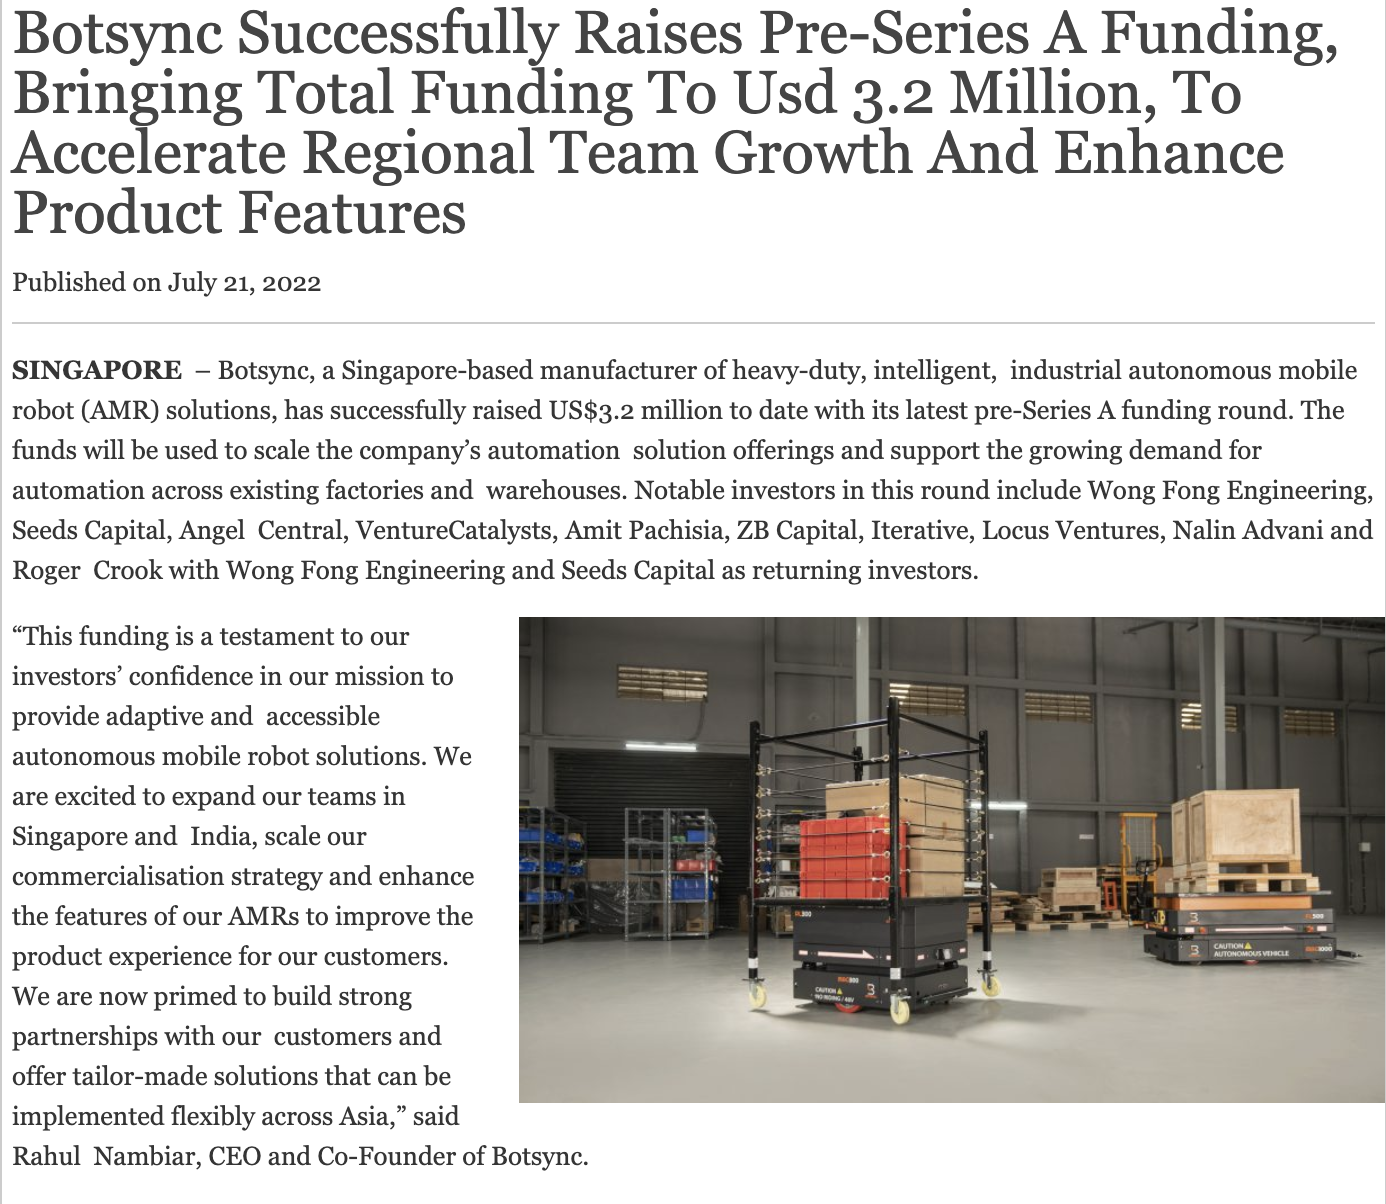 Botsync Successfully Raises Pre-Series A Funding,
Bringing Total Funding To Usd 3.2 Million, To
Accelerate Regional Team Growth And Enhance
Product Features
Published on July 21, 2022
SINGAPORE – Botsync, a Singapore-based manufacturer of heavy-duty, intelligent, industrial autonomous mobile
robot (AMR) solutions, has successfully raised US$3.2 million to date with its latest pre-Series A funding round. The
funds will be used to scale the company’s automation solution offerings and support the growing demand for
automation across existing factories and warehouses. Notable investors in this round include Wong Fong Engineering,
Seeds Capital, Angel Central, VentureCatalysts, Amit Pachisia, ZB Capital, Iterative, Locus Ventures, Nalin Advani and
Roger Crook with Wong Fong Engineering and Seeds Capital as returning investors.
“This funding is a testament to our
investors’ confidence in our mission to
provide adaptive and accessible
autonomous mobile robot solutions. We
are excited to expand our teams in
Singapore and India, scale our
commercialisation strategy and enhance
the features of our AMRs to improve the
product experience for our customers.
We are now primed to build strong
partnerships with our customers and
offer tailor-made solutions that can be
implemented flexibly across Asia,” said
Rahul Nambiar, CEO and Co-Founder of Botsync.
CAUTION
NO RIDING / 48V
CAUTION
AUTONOMOUS VEHICLE